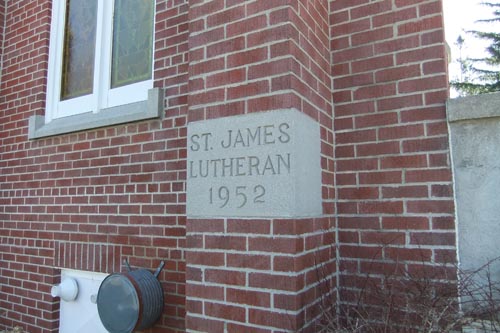 ST. JAMES
LUTHERAN
1952